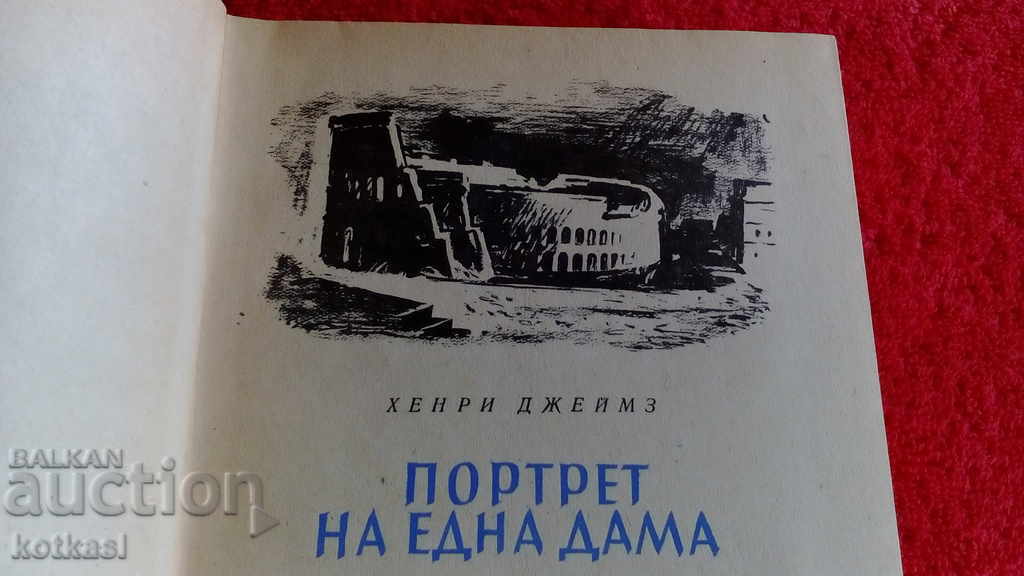 ХЕНРИ ДЖЕЙМЗ
ПОРТРЕТ
НА ЕДНА ДАМА
BALKAN
auction
kotkasl